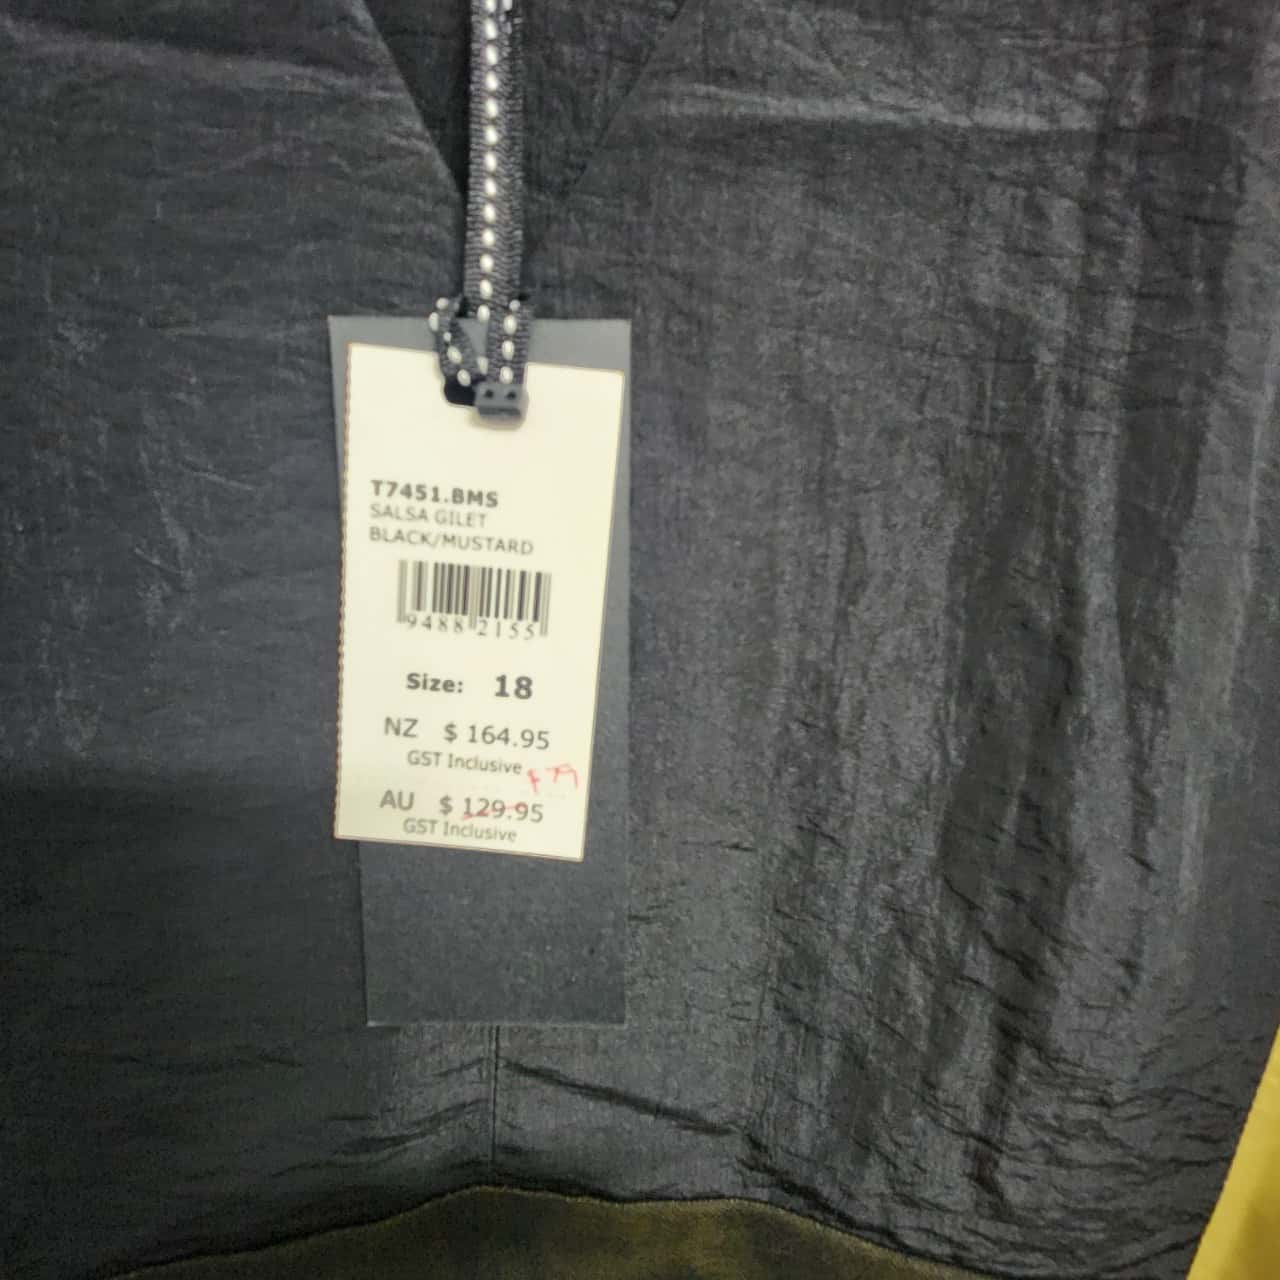 T7451.BMS
SALSA GILET
BLACK/MUSTARD
9488 2155
Size: 18
NZ $ 164.95
GST Inclusive
$79
AU $ 129.95
GST Inclusive